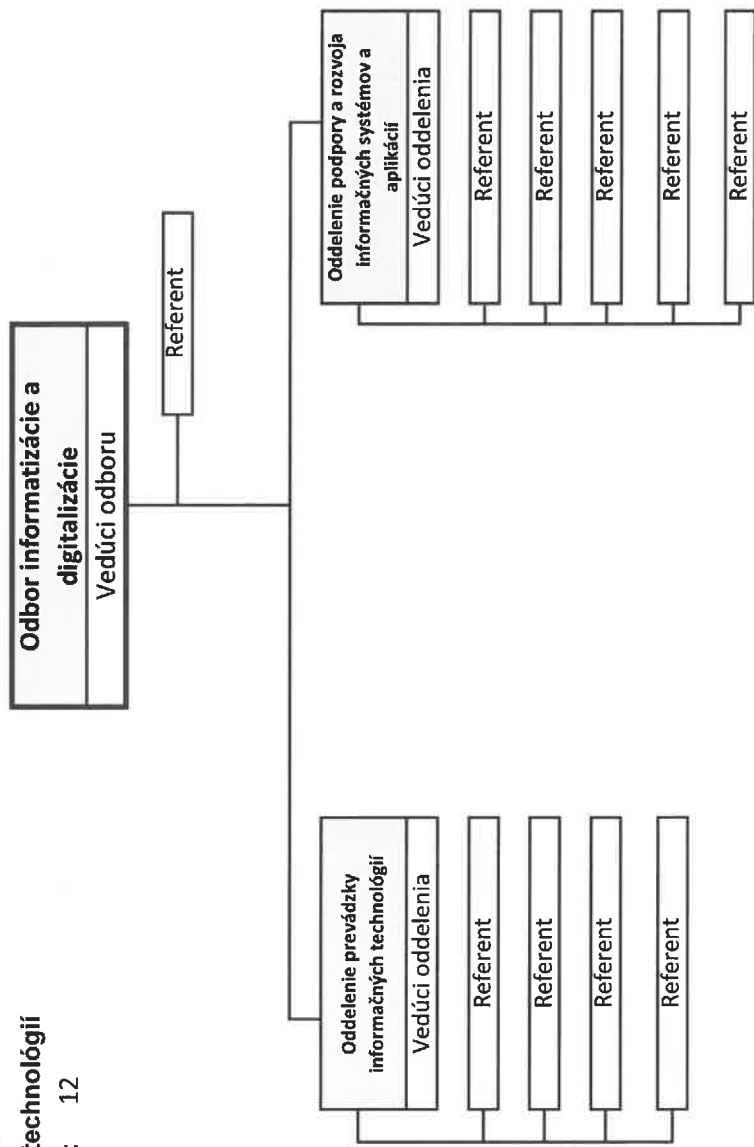 technológií
: 12
Odbor informatizácie a
digitalizácie
Vedúci odboru
Referent
Oddelenie prevádzky
informačných technológií
Vedúci oddelenia
Referent
Referent
Referent
Referent
Oddelenie podpory a rozvoja
informačných systémov a
aplikácií
Vedúci oddelenia
Referent
Referent
Referent
Referent
Referent